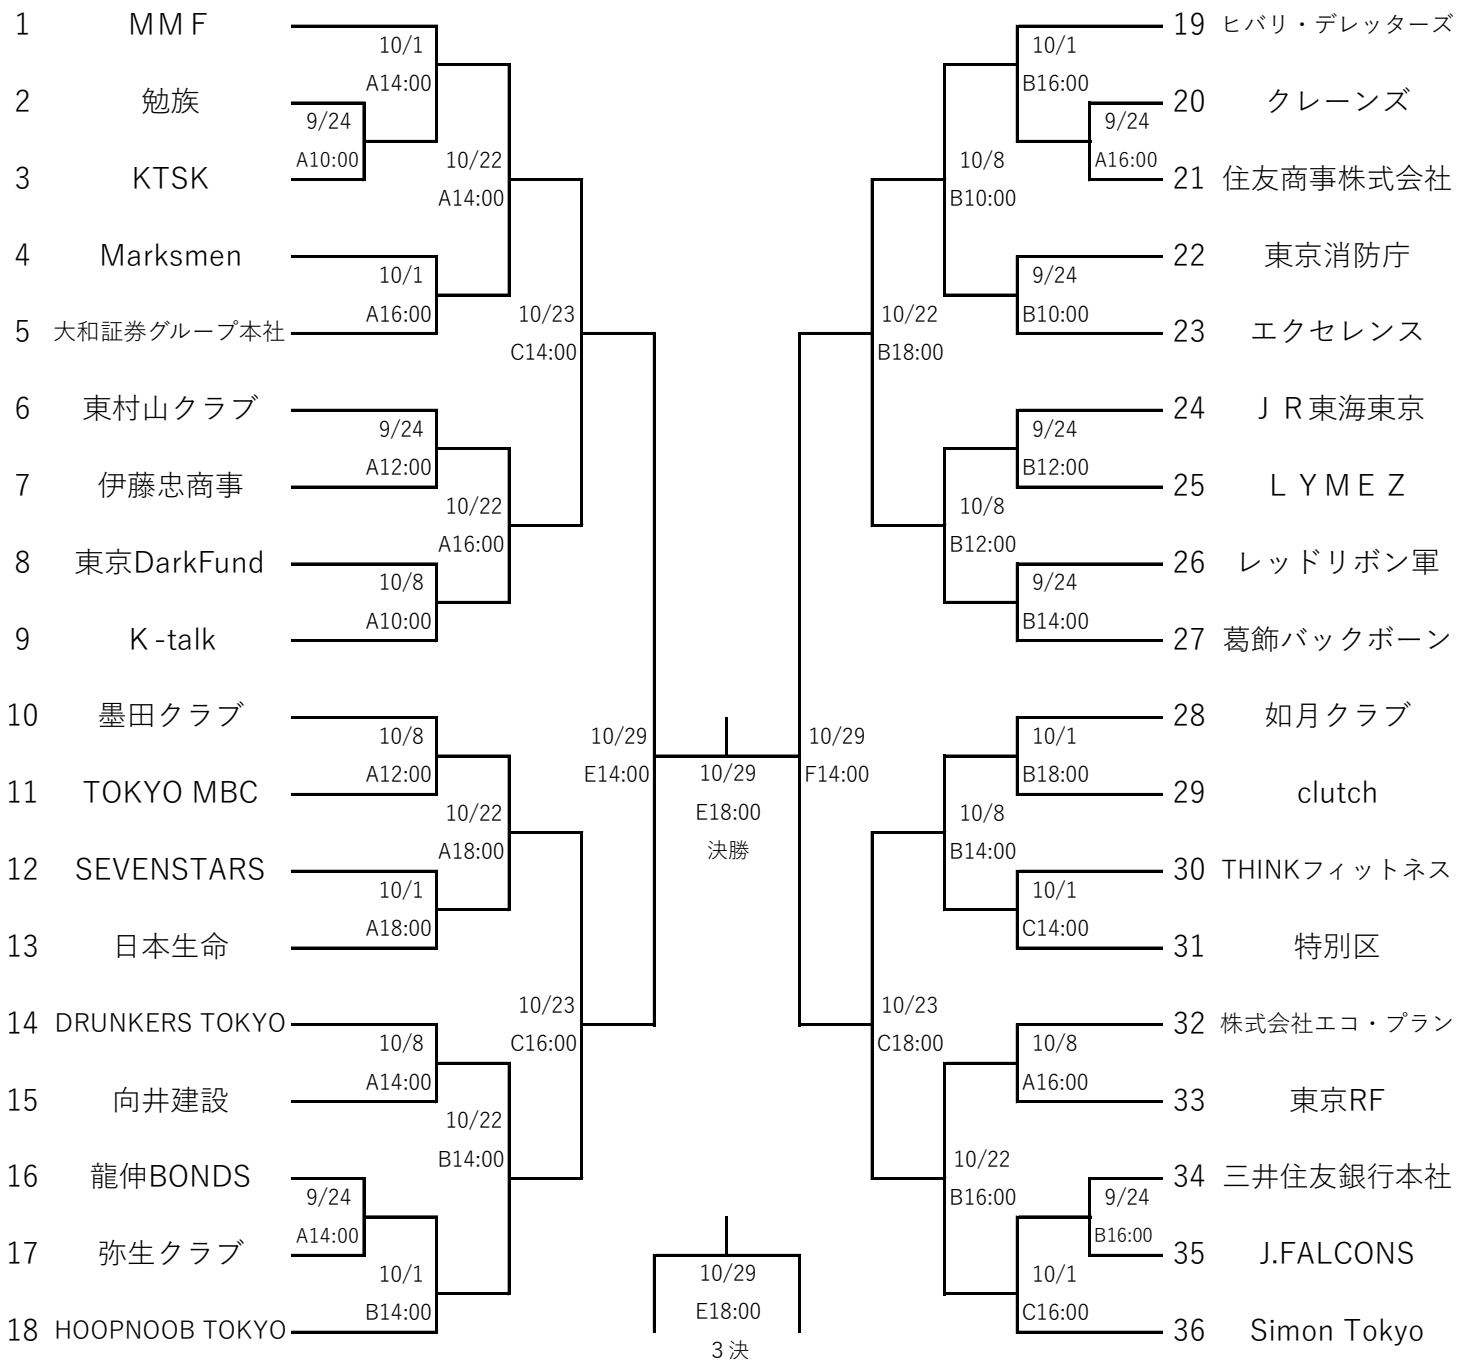 1 ＭＭＦ
10/1
A14:00
2 勉族
9/24
A10:00
3 KTSK
10/22
A14:00
4 Marksmen
10/1
A16:00
5 大和証券グループ本社
10/23
C14:00
6 東村山クラブ
9/24
A12:00
7 伊藤忠商事
10/22
A16:00
8 東京DarkFund
10/8
A10:00
9 Ｋ-talk
10 墨田クラブ
10/8
A12:00
11 TOKYO MBC
10/22
A18:00
12 SEVENSTARS
10/1
A18:00
13 日本生命
10/29
E14:00
14 DRUNKERS TOKYO
10/8
A14:00
15 向井建設
10/23
C16:00
10/22
B14:00
16 龍伸BONDS
9/24
A14:00
17 弥生クラブ
10/1
B14:00
18 HOOPNOOB TOKYO
10/29
E18:00
決勝
10/29
E18:00
３決
19 ヒバリ・デレッターズ
10/1
B16:00
20 クレーンズ
9/24
A16:00
21 住友商事株式会社
10/8
B10:00
22 東京消防庁
9/24
B10:00
23 エクセレンス
10/22
B18:00
24 ＪＲ東海東京
9/24
B12:00
25 ＬＹＭＥＺ
10/8
B12:00
26 レッドリボン軍
9/24
B14:00
27 葛飾バックボーン
10/29
F14:00
28 如月クラブ
10/1
B18:00
29 clutch
10/8
B14:00
30 THINKフィットネス
10/1
C14:00
31 特別区
10/23
C18:00
32 株式会社エコ・プラン
10/8
A16:00
33 東京RF
10/22
B16:00
34 三井住友銀行本社
9/24
B16:00
35 J.FALCONS
10/1
C16:00
36 Simon Tokyo